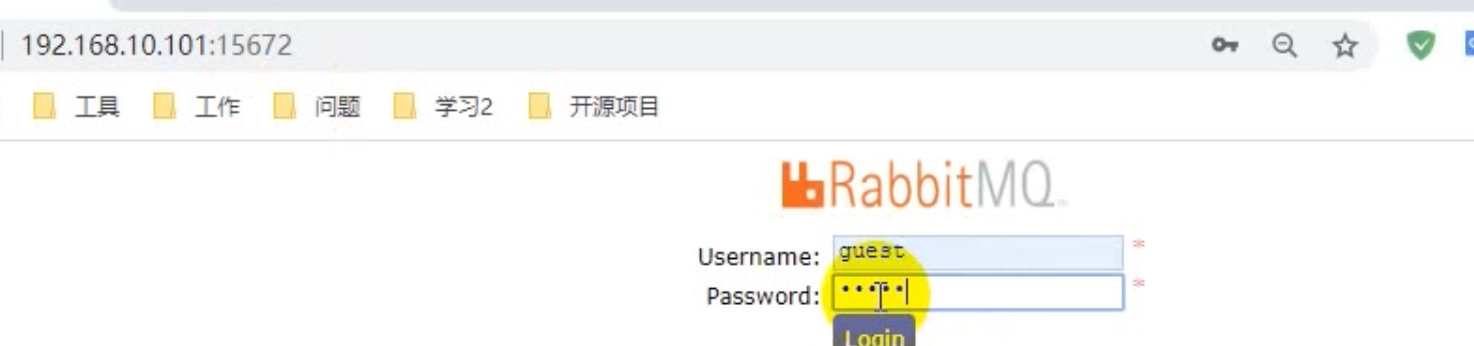 192.168.10.101:15672
工具 工作 问题 学习2 开源项目
RabbitMQ
Username: guest *
Password: ••••• *
Login